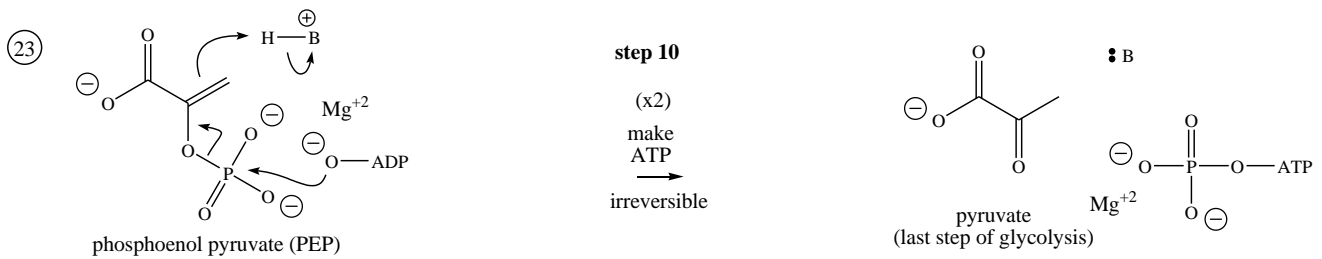 23
O
H B
+
step 10
O
B
−
O
Mg+2
(x2)
−
O
−
O
−
O ADP
make
ATP
O
O
P
irreversible
O
−
O P O ATP
O
O −
pyruvate
Mg+2
O −
phosphoenol pyruvate (PEP)
(last step of glycolysis)